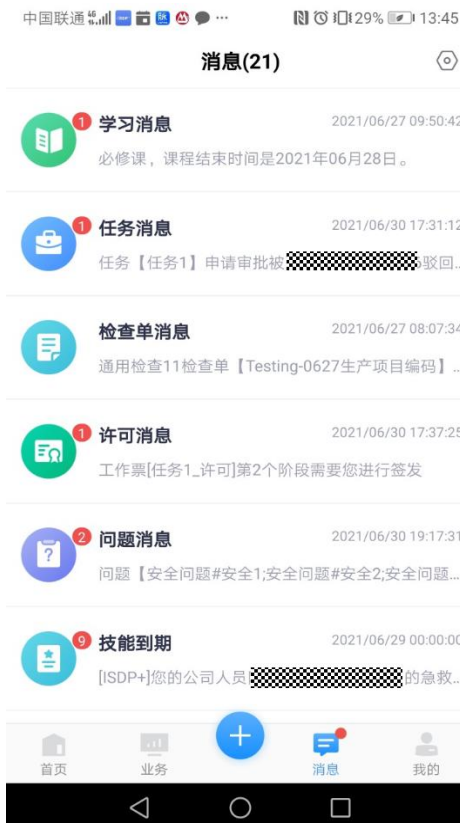 中国联通 46 29% 13:45
消息(21)
1 学习消息 2021/06/27 09:50:42
必修课，课程结束时间是2021年06月28日。
1 任务消息 2021/06/30 17:31:12
任务【任务1】申请审批被 驳回...
检查单消息 2021/06/27 08:07:34
通用检查11检查单【Testing-0627生产项目编码】...
1 许可消息 2021/06/30 17:37:25
工作票[任务1_许可]第2个阶段需要您进行签发
2 问题消息 2021/06/30 19:17:31
问题【安全问题#安全1;安全问题#安全2;安全问题...
9 技能到期 2021/06/29 00:00:00
[ISDP+]您的公司人员 的急救...
首页 业务 消息 我的